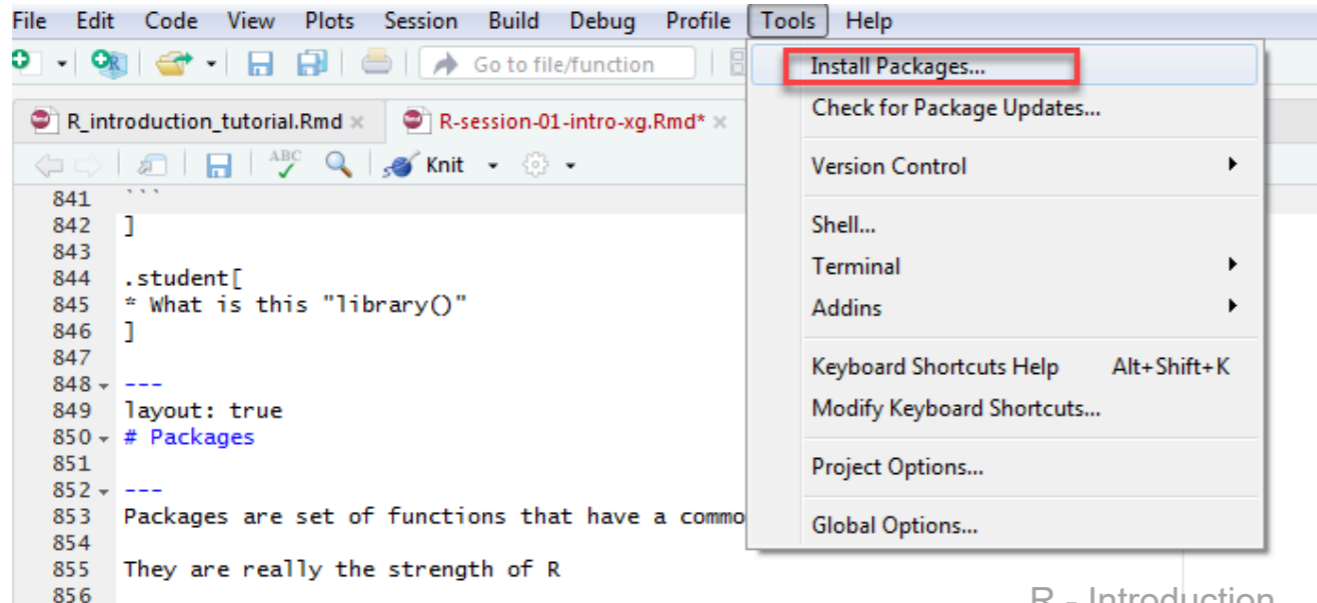 File Edit Code View Plots Session Build Debug Profile Tools Help
Go to file/function
Install Packages...
Check for Package Updates...
Version Control
Shell...
Terminal
Addins
Keyboard Shortcuts Help Alt+Shift+K
Modify Keyboard Shortcuts...
Project Options...
Global Options...
R_introduction_tutorial.Rmd × R-session-01-intro-xg.Rmd* ×
ABC Knit
841 ```
842 ]
843
844 .student[
845 * What is this "library()"
846 ]
847
848 ---
849 layout: true
850 # Packages
851
852 ---
853 Packages are set of functions that have a commo
854
855 They are really the strength of R
856
R - Introduction